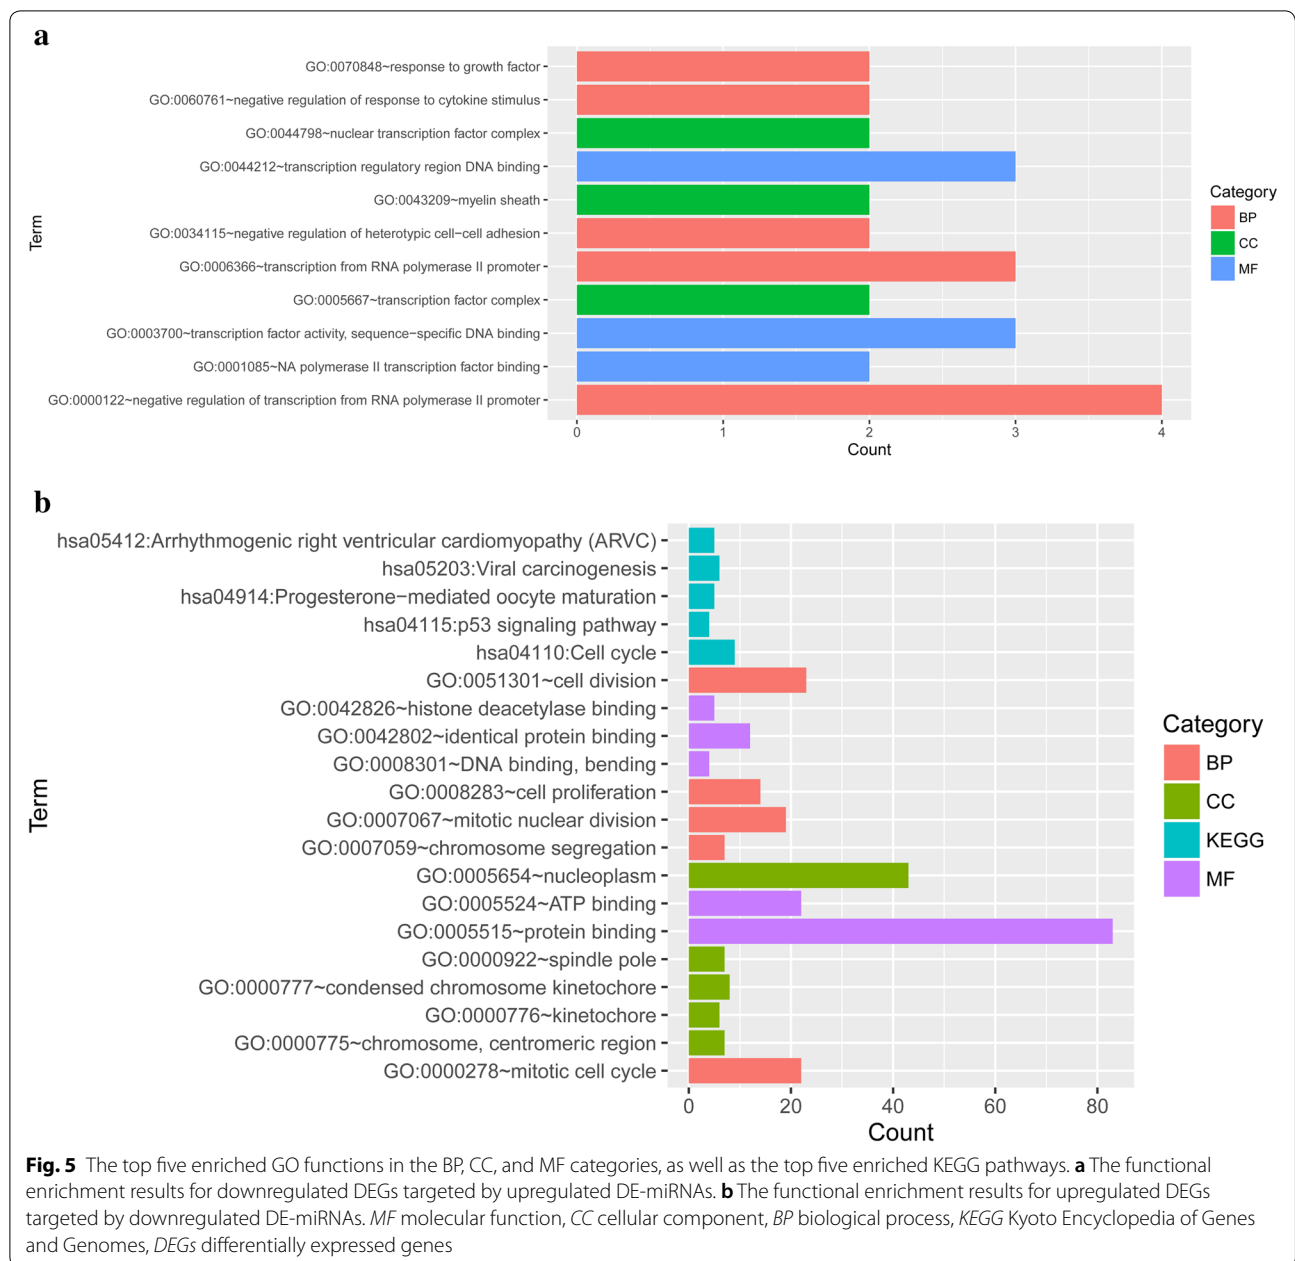 a
GO:0070848~response to growth factor
GO:0060761~negative regulation of response to cytokine stimulus
GO:0044798~nuclear transcription factor complex
GO:0044212~transcription regulatory region DNA binding
GO:0043209~myelin sheath
GO:0034115~negative regulation of heterotypic cell−cell adhesion
GO:0006366~transcription from RNA polymerase II promoter
GO:0005667~transcription factor complex
GO:0003700~transcription factor activity, sequence−specific DNA binding
GO:0001085~NA polymerase II transcription factor binding
GO:0000122~negative regulation of transcription from RNA polymerase II promoter
Term
0 1 2 3 4
Count
Category
BP
CC
MF
b
hsa05412:Arrhythmogenic right ventricular cardiomyopathy (ARVC)
hsa05203:Viral carcinogenesis
hsa04914:Progesterone−mediated oocyte maturation
hsa04115:p53 signaling pathway
hsa04110:Cell cycle
GO:0051301~cell division
GO:0042826~histone deacetylase binding
GO:0042802~identical protein binding
GO:0008301~DNA binding, bending
GO:0008283~cell proliferation
GO:0007067~mitotic nuclear division
GO:0007059~chromosome segregation
GO:0005654~nucleoplasm
GO:0005524~ATP binding
GO:0005515~protein binding
GO:0000922~spindle pole
GO:0000777~condensed chromosome kinetochore
GO:0000776~kinetochore
GO:0000775~chromosome, centromeric region
GO:0000278~mitotic cell cycle
Term
0 20 40 60 80
Count
Category
BP
CC
KEGG
MF
Fig. 5 The top five enriched GO functions in the BP, CC, and MF categories, as well as the top five enriched KEGG pathways. a The functional
enrichment results for downregulated DEGs targeted by upregulated DE-miRNAs. b The functional enrichment results for upregulated DEGs
targeted by downregulated DE-miRNAs. MF molecular function, CC cellular component, BP biological process, KEGG Kyoto Encyclopedia of Genes
and Genomes, DEGs differentially expressed genes